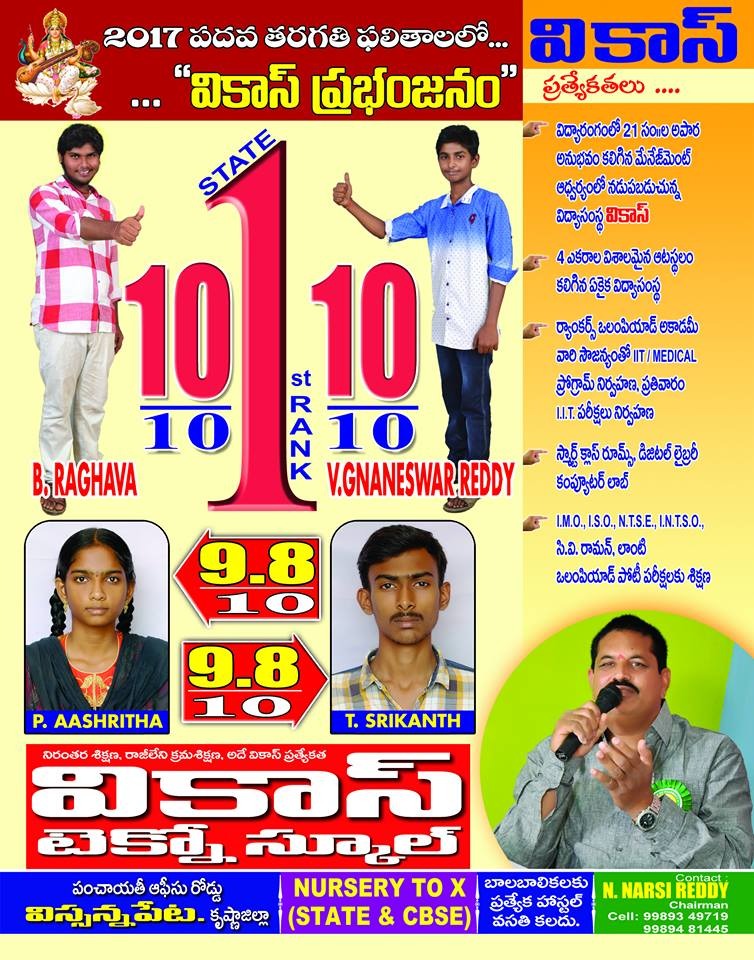 2017 పదవ తరగతి ఫలితాలలో...
... “వికాస్ ప్రభంజనం”
వికాస్
ప్రత్యేకతలు ....
విద్యారంగంలో 21 సం॥ల అపార
అనుభవం కలిగిన మేనేజ్‌మెంట్
ఆధ్వర్యంలో నడుపబడుచున్న
విద్యాసంస్థ వికాస్
4 ఎకరాల విశాలమైన ఆటస్థలం
కలిగిన ఏకైక విద్యాసంస్థ
ర్యాంకర్స్ ఒలంపియాడ్ అకాడమీ
వారి సౌజన్యంతో IIT / MEDICAL
ప్రోగ్రామ్ నిర్వహణ, ప్రతివారం
I.I.T. పరీక్షలు నిర్వహణ
స్మార్ట్ క్లాస్ రూమ్స్, డిజిటల్ లైబ్రరీ
కంప్యూటర్ లాబ్
I.M.O., I.S.O., N.T.S.E., I.N.T.S.O.,
సి.వి. రామన్, లాంటి
ఒలంపియాడ్ పోటీ పరీక్షలకు శిక్షణ
STATE
1
st
RANK
10
10
10
10
B. RAGHAVA
V.GNANESWAR REDDY
9.8
10
9.8
10
P. AASHRITHA
T. SRIKANTH
నిరంతర శిక్షణ, రాజీలేని క్రమశిక్షణ, అదే వికాస్ ప్రత్యేకత
వికాస్
టెక్నో స్కూల్
పంచాయతీ ఆఫీసు రోడ్డు
విస్సన్నపేట. కృష్ణాజిల్లా
NURSERY TO X
(STATE & CBSE)
బాలబాలికలకు
ప్రత్యేక హాస్టల్
వసతి కలదు.
Contact :
N. NARSI REDDY
Chairman
Cell: 99893 49719
99894 81445